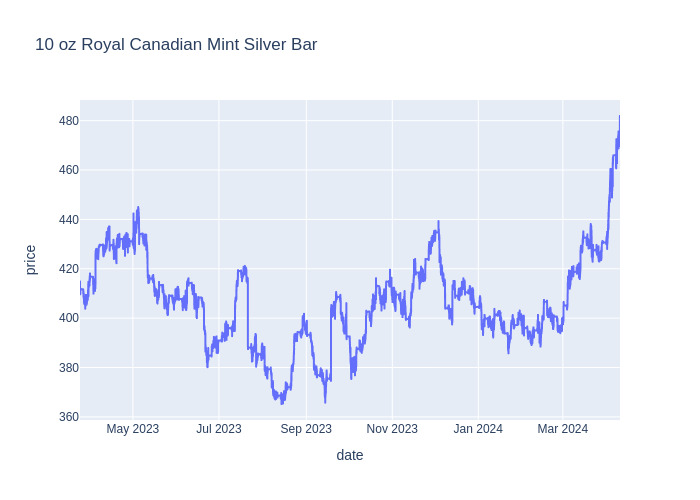 10 oz Royal Canadian Mint Silver Bar
480
460
440
420
400
380
360
price
May 2023
Jul 2023
Sep 2023
Nov 2023
Jan 2024
Mar 2024
date